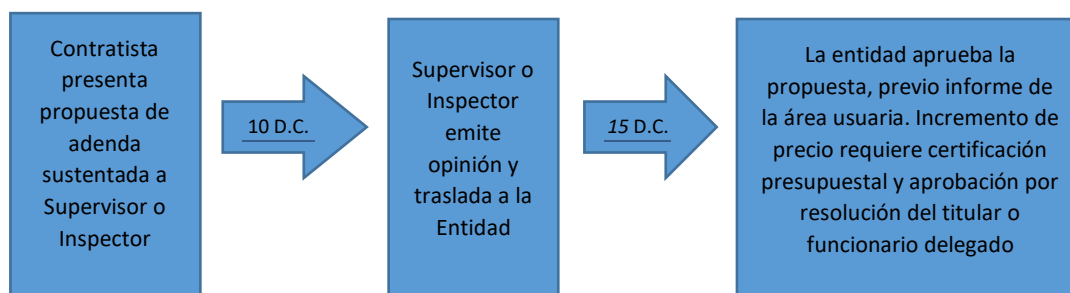 Contratista
presenta
propuesta de
adenda
sustentada a
Supervisor o
Inspector
10 D.C.
Supervisor o
Inspector
emite
opinión y
traslada a la
Entidad
15 D.C.
La entidad aprueba la
propuesta, previo informe de
la área usuaria. Incremento de
precio requiere certificación
presupuestal y aprobación por
resolución del titular o
funcionario delegado